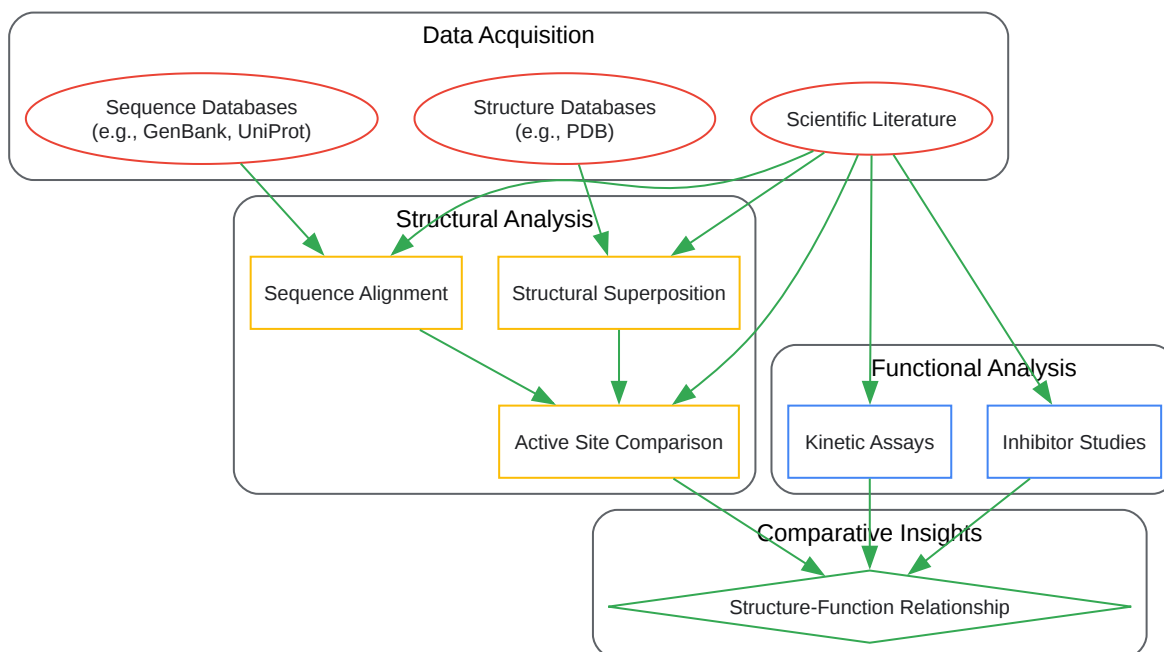 Data Acquisition
Sequence Databases
(e.g., GenBank, UniProt)
Structure Databases
(e.g., PDB)
Scientific Literature
Structural Analysis
Sequence Alignment
Structural Superposition
Functional Analysis
Active Site Comparison
Kinetic Assays
Inhibitor Studies
Comparative Insights
Structure-Function Relationship